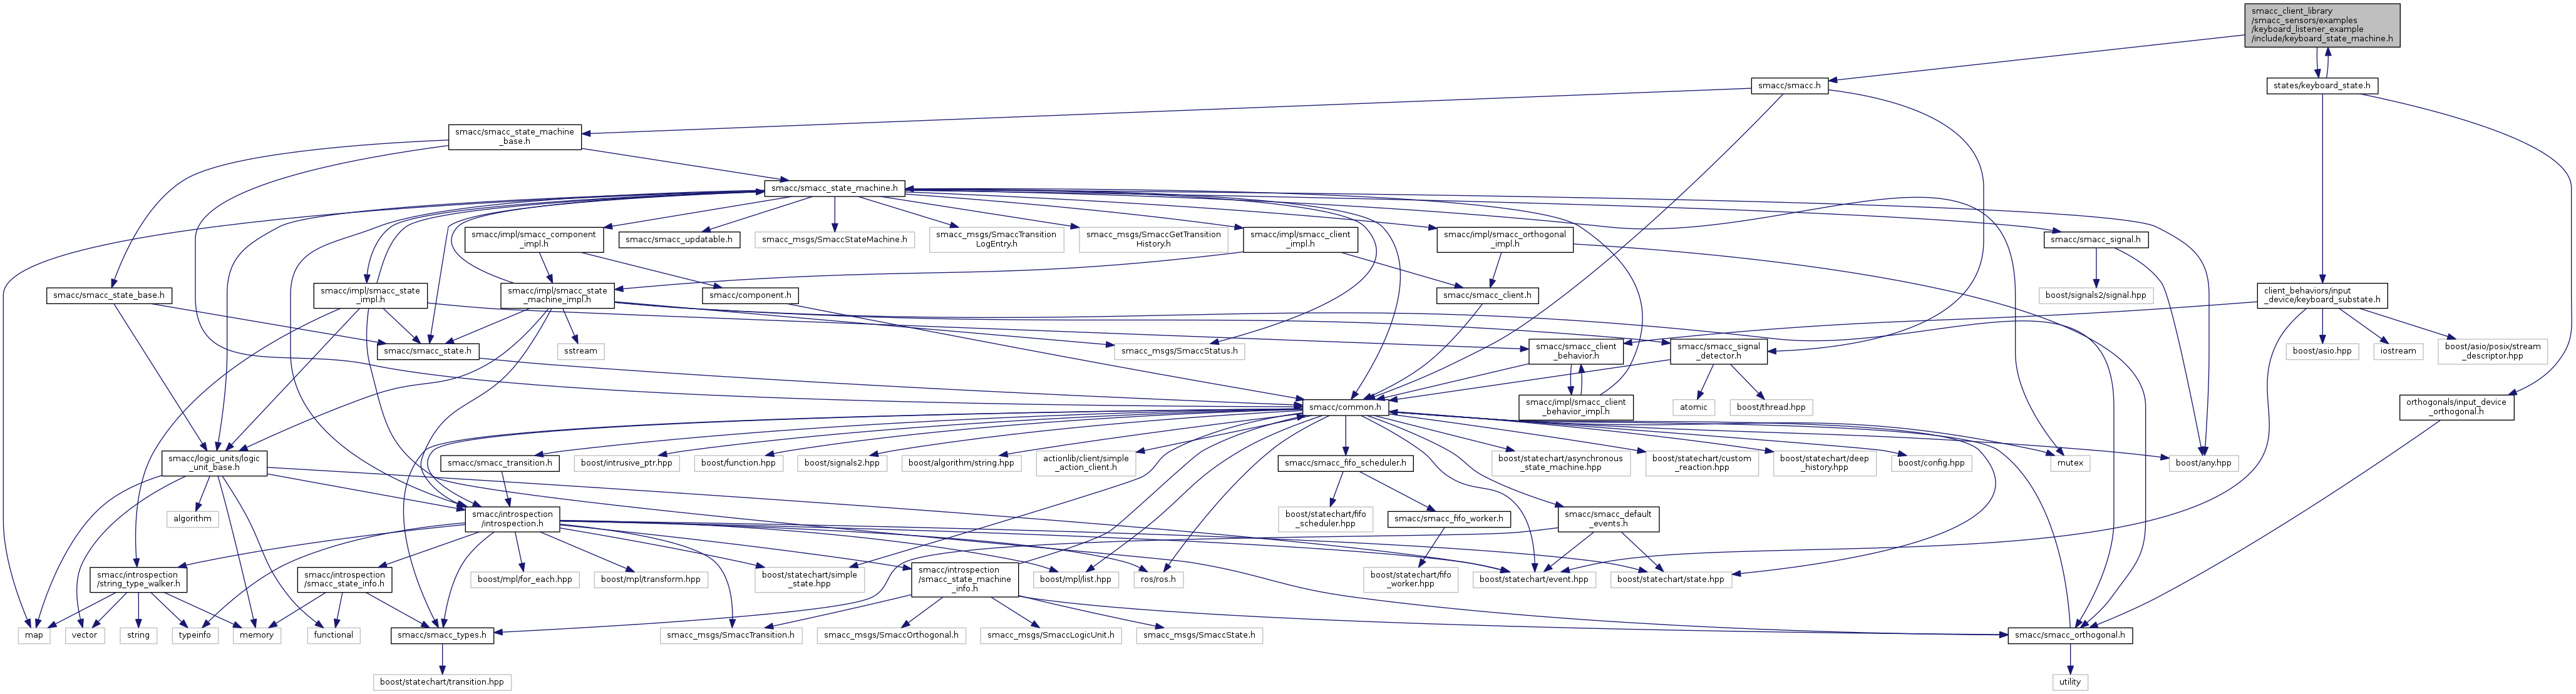 smacc_client_library
/smacc_sensors/examples
/keyboard_listener_example
/include/keyboard_state_machine.h
smacc/smacc.h
states/keyboard_state.h
smacc/smacc_state_machine
_base.h
smacc/smacc_state_machine.h
smacc/impl/smacc_component
_impl.h
smacc/smacc_updatable.h
smacc_msgs/SmaccStateMachine.h
smacc_msgs/SmaccTransition
LogEntry.h
smacc_msgs/SmaccGetTransition
History.h
smacc/impl/smacc_client
_impl.h
smacc/impl/smacc_orthogonal
_impl.h
smacc/smacc_signal.h
smacc/smacc_state_base.h
smacc/impl/smacc_state
_impl.h
smacc/impl/smacc_state
_machine_impl.h
smacc/component.h
smacc/smacc_client.h
boost/signals2/signal.hpp
client_behaviors/input
_device/keyboard_substate.h
smacc/smacc_state.h
sstream
smacc_msgs/SmaccStatus.h
smacc/smacc_client
_behavior.h
smacc/smacc_signal
_detector.h
boost/asio.hpp
iostream
boost/asio/posix/stream
_descriptor.hpp
smacc/common.h
smacc/impl/smacc_client
_behavior_impl.h
atomic
boost/thread.hpp
orthogonals/input_device
_orthogonal.h
smacc/logic_units/logic
_unit_base.h
smacc/smacc_transition.h
boost/intrusive_ptr.hpp
boost/function.hpp
boost/signals2.hpp
boost/algorithm/string.hpp
actionlib/client/simple
_action_client.h
smacc/smacc_fifo_scheduler.h
boost/statechart/asynchronous
_state_machine.hpp
boost/statechart/custom
_reaction.hpp
boost/statechart/deep
_history.hpp
boost/config.hpp
mutex
boost/any.hpp
algorithm
smacc/introspection
/introspection.h
boost/statechart/fifo
_scheduler.hpp
smacc/smacc_fifo_worker.h
smacc/smacc_default
_events.h
smacc/introspection
/string_type_walker.h
smacc/introspection
/smacc_state_info.h
boost/mpl/for_each.hpp
boost/mpl/transform.hpp
boost/statechart/simple
_state.hpp
smacc/introspection
/smacc_state_machine
_info.h
boost/mpl/list.hpp
ros/ros.h
boost/statechart/fifo
_worker.hpp
boost/statechart/event.hpp
boost/statechart/state.hpp
map
vector
string
typeinfo
memory
functional
smacc/smacc_types.h
smacc_msgs/SmaccTransition.h
smacc_msgs/SmaccOrthogonal.h
smacc_msgs/SmaccLogicUnit.h
smacc_msgs/SmaccState.h
smacc/smacc_orthogonal.h
boost/statechart/transition.hpp
utility